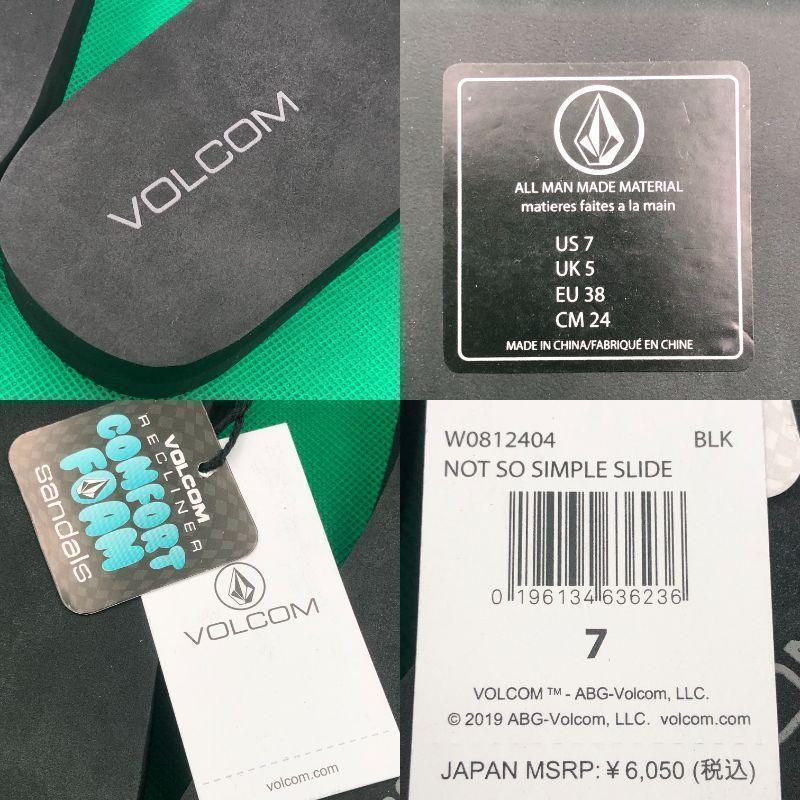 VOLCOM
ALL MAN MADE MATERIAL
matieres faites a la main
US 7
UK 5
EU 38
CM 24
MADE IN CHINA/FABRIQUÉ EN CHINE
VOLCOM
RECLINER
COMFORT
FOAM
sandals
VOLCOM
volcom.com
W0812404 BLK
NOT SO SIMPLE SLIDE
0 196134 636236
7
VOLCOM ™ - ABG-Volcom, LLC.
© 2019 ABG-Volcom, LLC. volcom.com
JAPAN MSRP: ¥ 6,050 (税込)